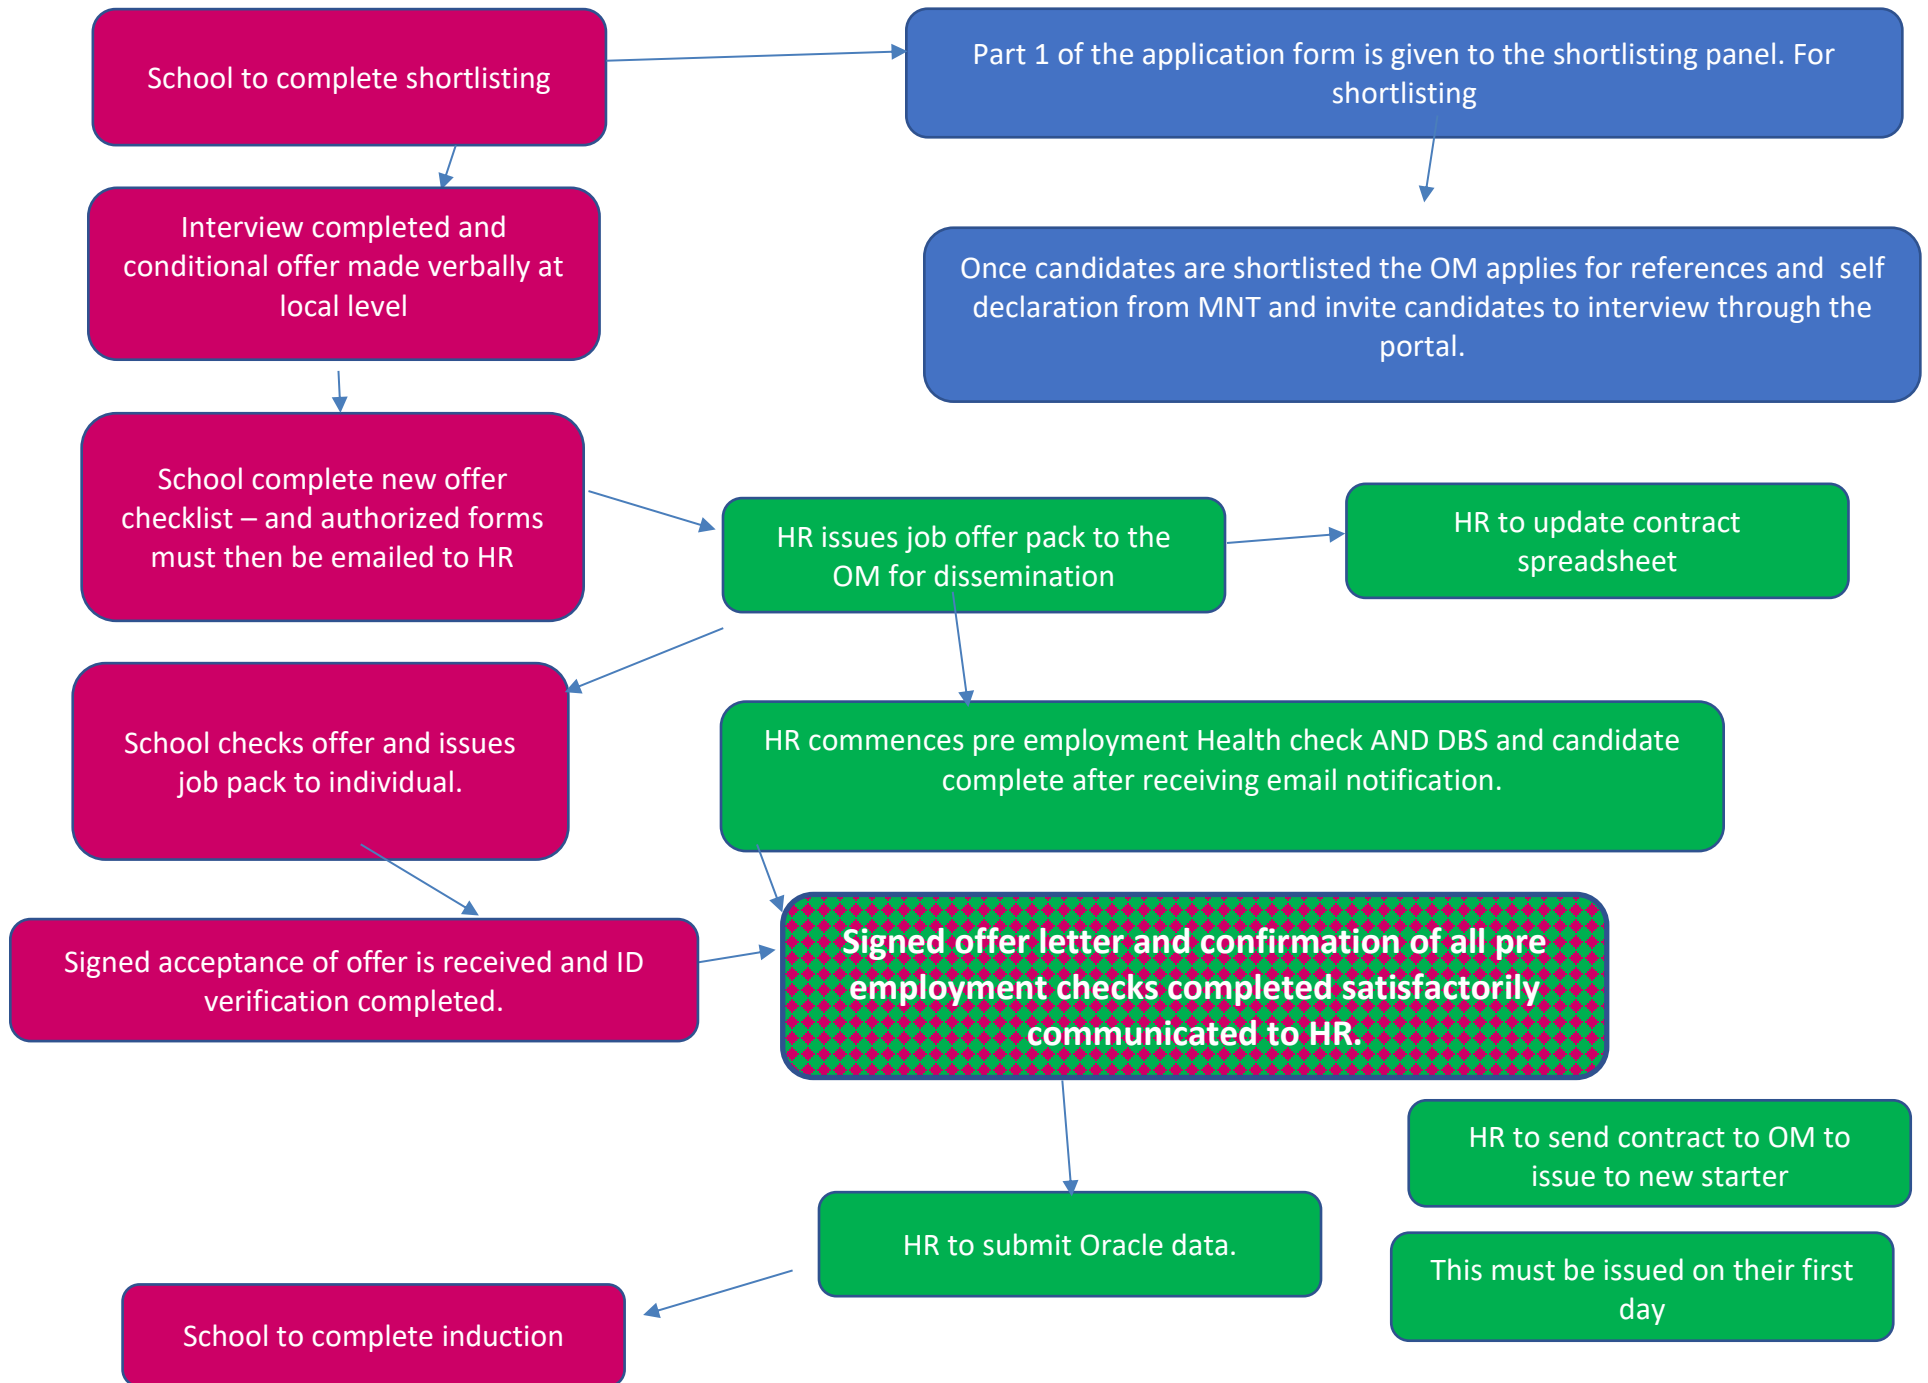 School to complete shortlisting
Part 1 of the application form is given to the shortlisting panel. For
shortlisting
Interview completed and
conditional offer made verbally at
local level
Once candidates are shortlisted the OM applies for references and  self
declaration from MNT and invite candidates to interview through the
portal.
School complete new offer
checklist – and authorized forms
must then be emailed to HR
HR issues job offer pack to the
OM for dissemination
HR to update contract
spreadsheet
School checks offer and issues
job pack to individual.
HR commences pre employment Health check AND DBS and candidate
complete after receiving email notification.
Signed acceptance of offer is received and ID
verification completed.
Signed offer letter and confirmation of all pre
employment checks completed satisfactorily
communicated to HR.
HR to send contract to OM to
issue to new starter
HR to submit Oracle data.
This must be issued on their first
day
School to complete induction